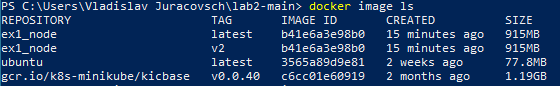 PS C:\Users\Vladislav Juracovsch\lab2-main> docker image ls
REPOSITORY TAG IMAGE ID CREATED SIZE
ex1_node latest b41e6a3e98b0 15 minutes ago 915MB
ex1_node v2 b41e6a3e98b0 15 minutes ago 915MB
ubuntu latest 3565a89d9e81 2 weeks ago 77.8MB
gcr.io/k8s-minikube/kicbase v0.0.40 c6cc01e60919 2 months ago 1.19GB